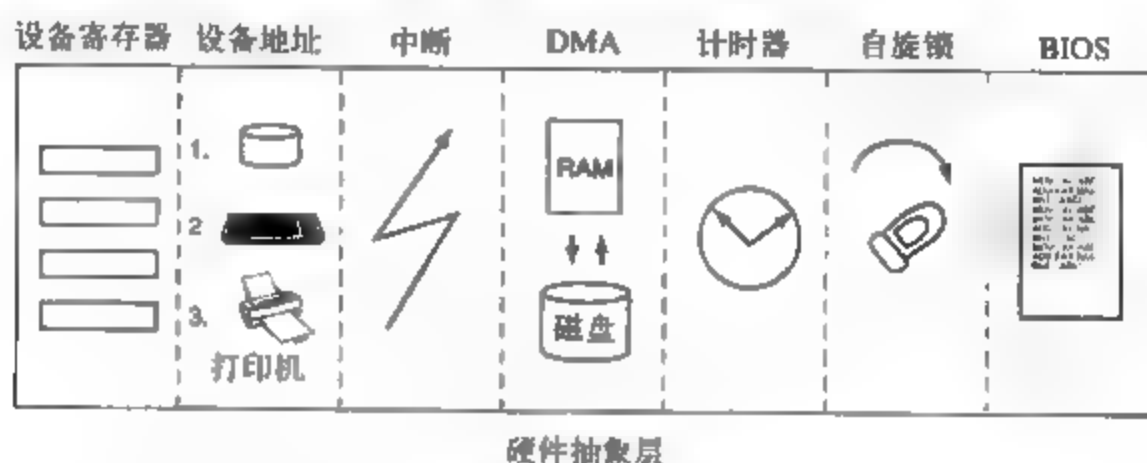 设备寄存器 设备地址 中断 DMA 计时器 自旋锁 BIOS
1.
RAM
2
3.
磁盘
打印机
硬件抽象层